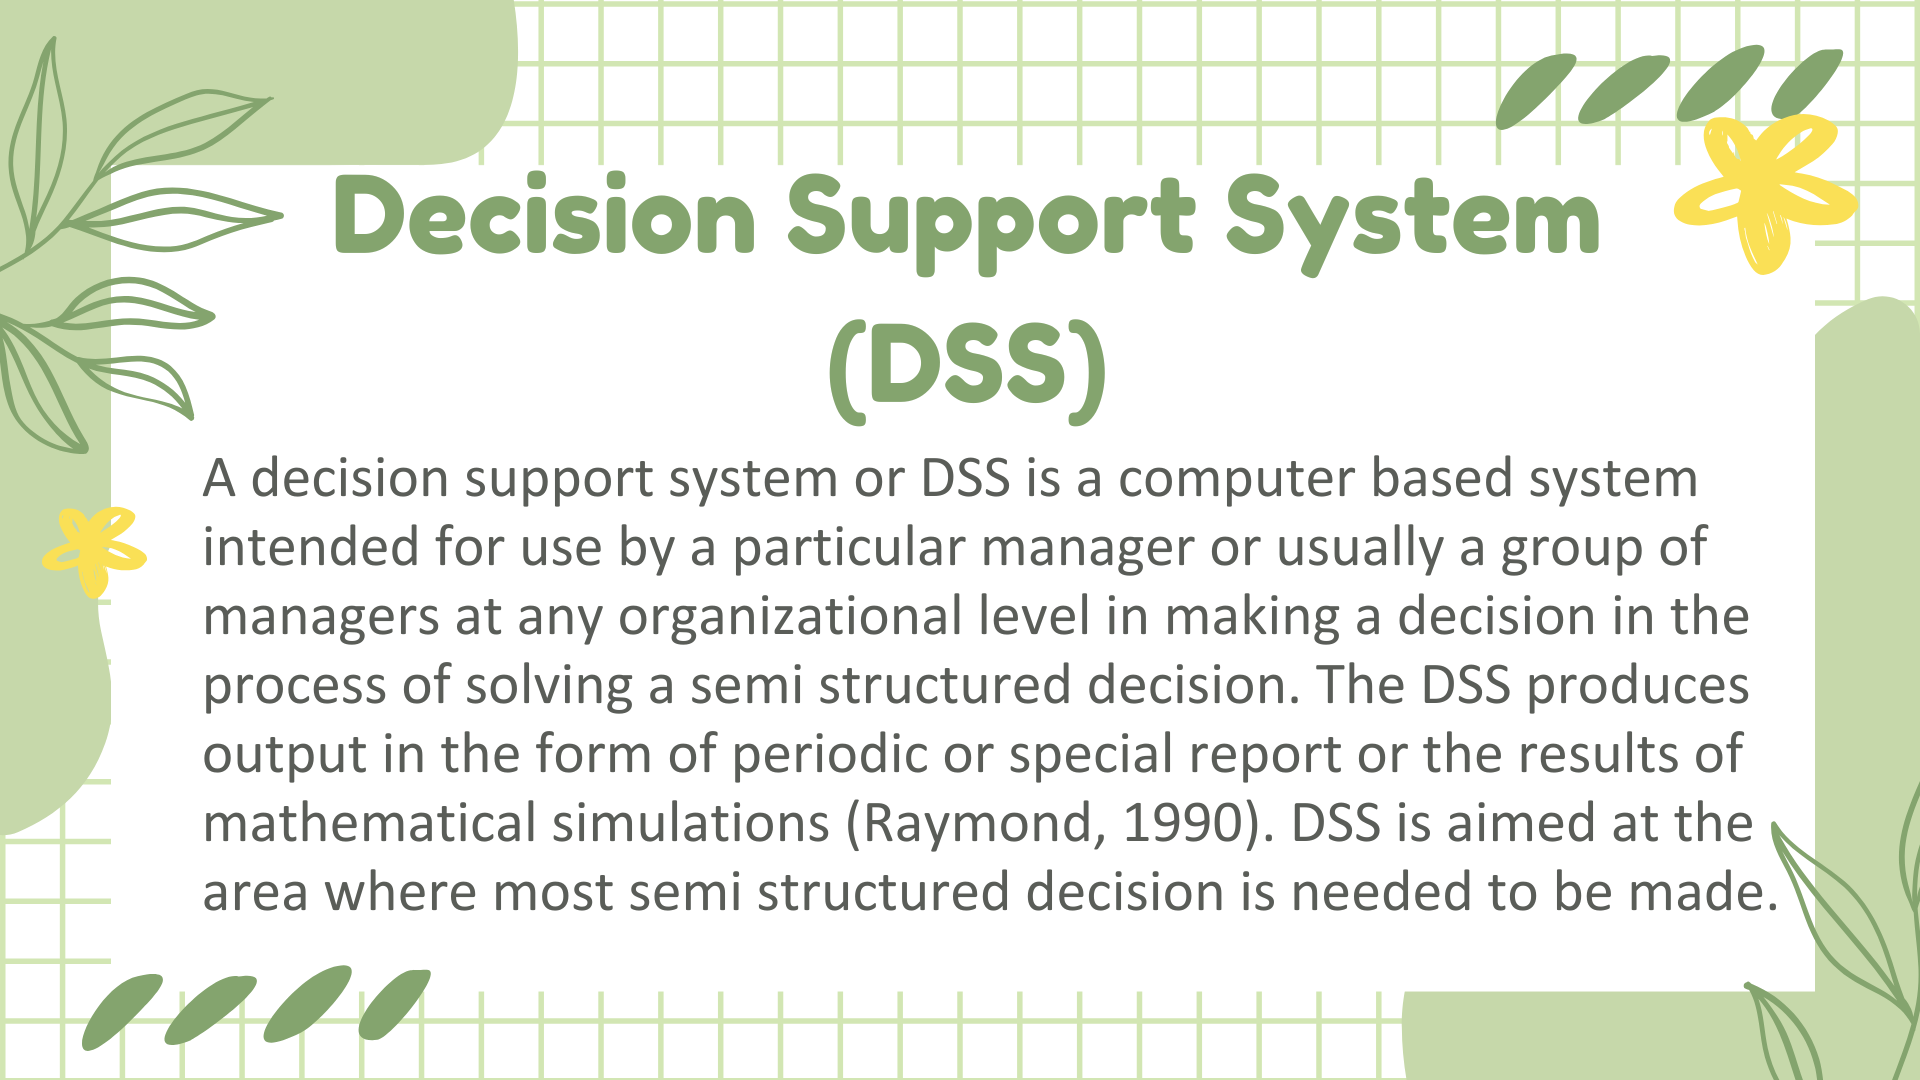 Decision Support System
(DSS)
A decision support system or DSS is a computer based system
intended for use by a particular manager or usually a group of
managers at any organizational level in making a decision in the
process of solving a semi structured decision. The DSS produces
output in the form of periodic or special report or the results of
mathematical simulations (Raymond, 1990). DSS is aimed at the
area where most semi structured decision is needed to be made.